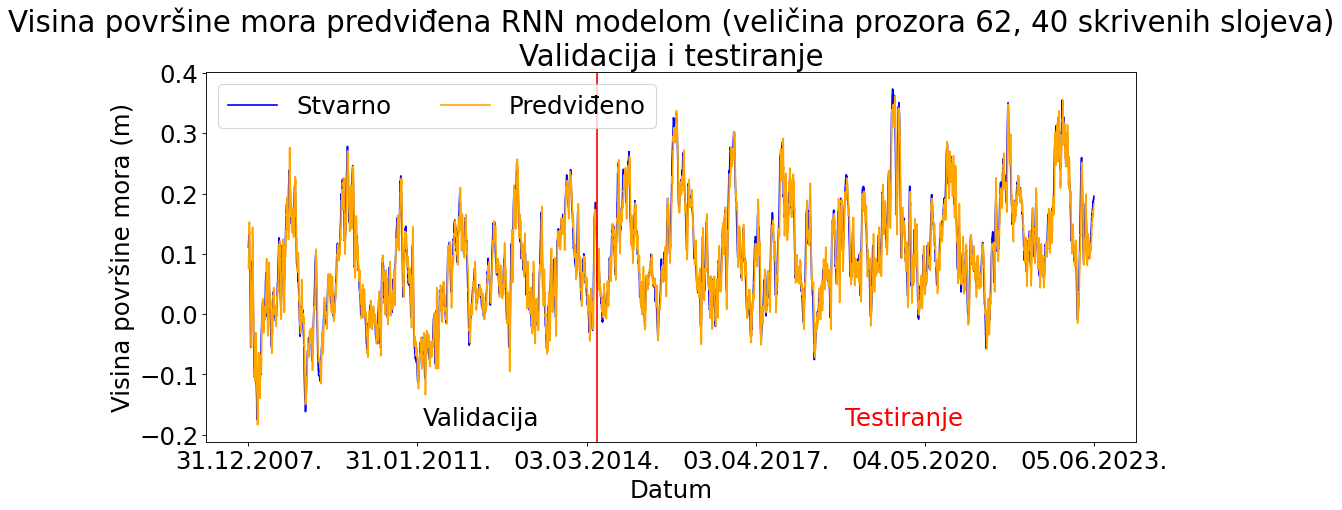 Visina površine mora predviđena RNN modelom (veličina prozora 62, 40 skrivenih slojeva)
Validacija i testiranje
Stvarno
Predviđeno
Visina površine mora (m)
0.4
0.3
0.2
0.1
0.0
−0.1
−0.2
Validacija
Testiranje
31.12.2007.
31.01.2011.
03.03.2014.
03.04.2017.
04.05.2020.
05.06.2023.
Datum